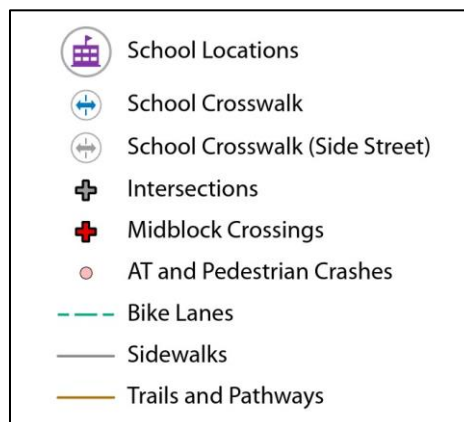 School Locations
School Crosswalk
School Crosswalk (Side Street)
Intersections
Midblock Crossings
AT and Pedestrian Crashes
Bike Lanes
Sidewalks
Trails and Pathways